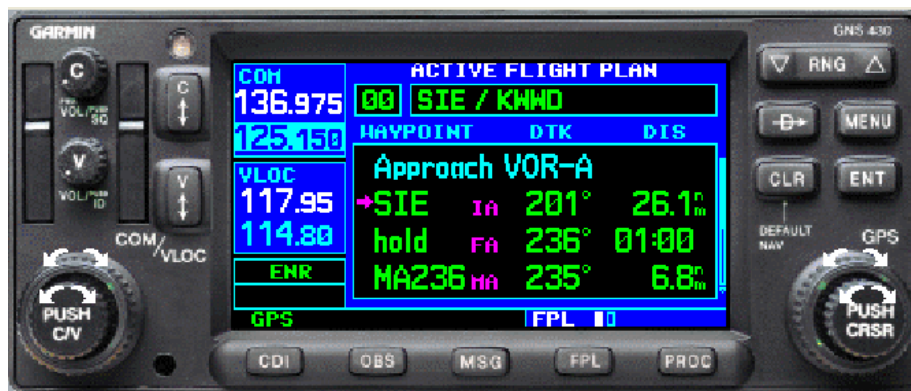 GARMIN
GNS 430
C
C
VOL/PUSH SQ
V
V
VOL/PUSH ID
COM/VLOC
PUSH C/V
COM
136.975
125.150
VLOC
117.95
114.80
ENR
GPS
ACTIVE FLIGHT PLAN
00 SIE / KWWD
WAYPOINT DTK DIS
Approach VOR-A
SIE IA 201° 26.1nm
hold FA 236° 01:00
MA236 MA 235° 6.8nm
FPL
CDI OBS MSG FPL PROC
RNG
D MENU
CLR ENT
DEFAULT NAV
GPS
PUSH CRSR